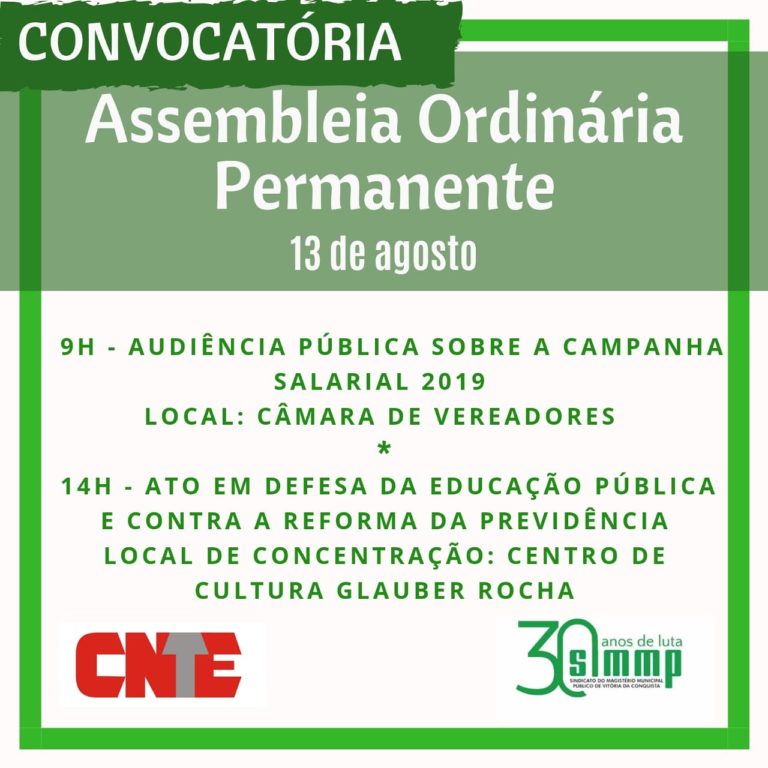 CONVOCATÓRIA
Assembleia Ordinária
Permanente
13 de agosto
9H - AUDIÊNCIA PÚBLICA SOBRE A CAMPANHA
SALARIAL 2019
LOCAL: CÂMARA DE VEREADORES
*
14H - ATO EM DEFESA DA EDUCAÇÃO PÚBLICA
E CONTRA A REFORMA DA PREVIDÊNCIA
LOCAL DE CONCENTRAÇÃO: CENTRO DE
CULTURA GLAUBER ROCHA
CNTE
30 anos de luta
sImmp
SINDICATO DO MAGISTÉRIO MUNICIPAL
PÚBLICO DE VITÓRIA DA CONQUISTA